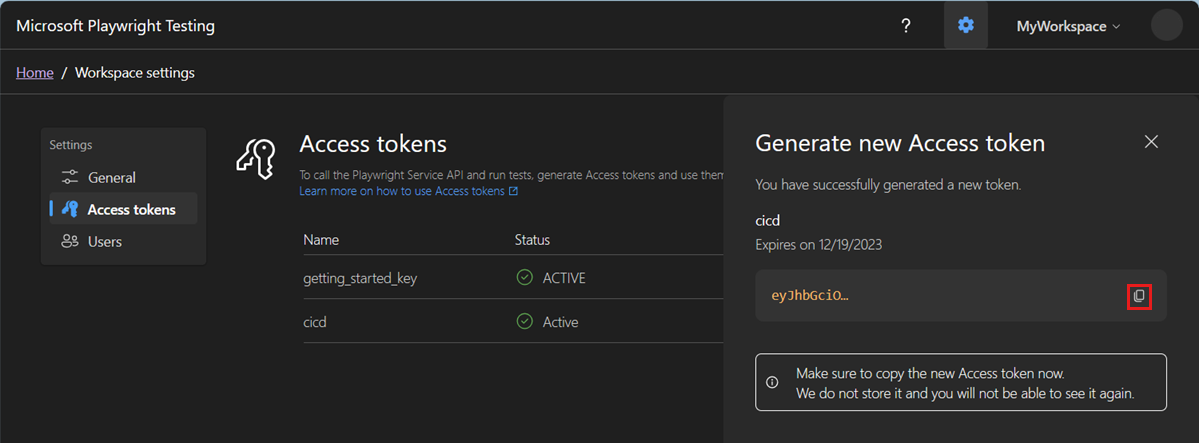 Microsoft Playwright Testing
?
MyWorkspace
Home / Workspace settings
Settings
General
Access tokens
Users
Access tokens
To call the Playwright Service API and run tests, generate Access tokens and use them
Learn more on how to use Access tokens
Name Status
getting_started_key ACTIVE
cicd Active
Generate new Access token
You have successfully generated a new token.
cicd
Expires on 12/19/2023
eyJhbGciO…
Make sure to copy the new Access token now.
We do not store it and you will not be able to see it again.